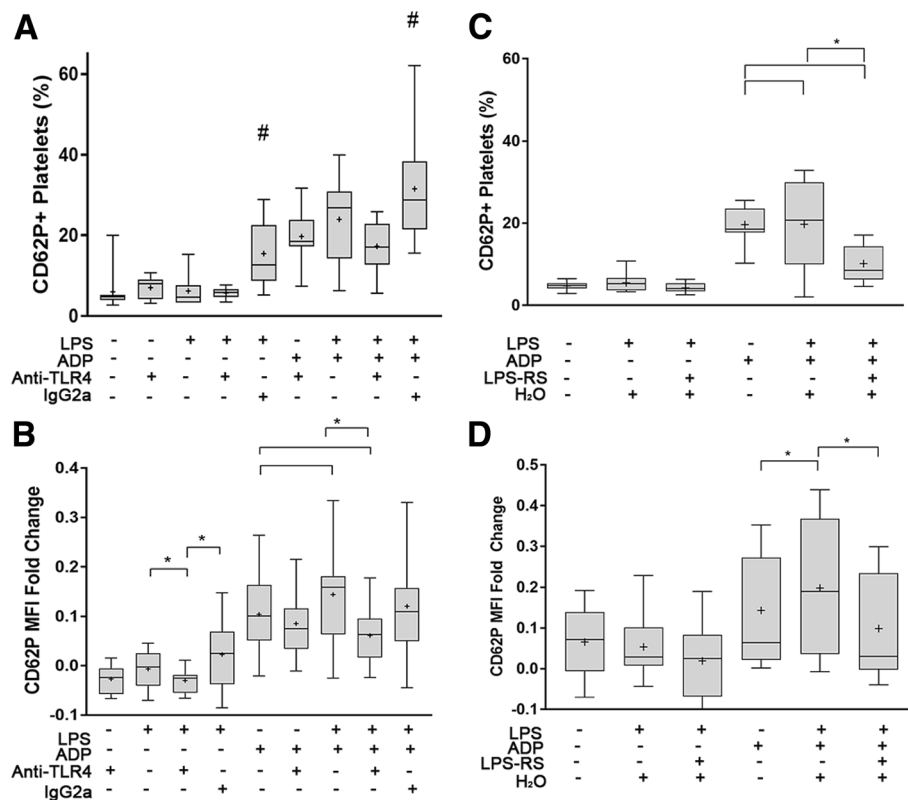 A
#
#
CD62P+ Platelets (%)
60
40
20
0
LPS - - + + + - + + +
ADP - - - - - + + + +
Anti-TLR4 - + - + - + - + -
IgG2a - - - - + - - - +
B
*
*
*
CD62P MFI Fold Change
0.4
0.3
0.2
0.1
0.0
-0.1
LPS - + + + - - + + +
ADP - - - - + + + + +
Anti-TLR4 + - + - - + - + -
IgG2a - - - + - - - - +
C
*
CD62P+ Platelets (%)
60
40
20
0
LPS - + + - + +
ADP - - - + + +
LPS-RS - - + - - +
H₂O - + + - + +
D
*
*
CD62P MFI Fold Change
0.5
0.4
0.3
0.2
0.1
0.0
-0.1
LPS - + + - + +
ADP - - - + + +
LPS-RS - - + - - +
H₂O - + + - + +